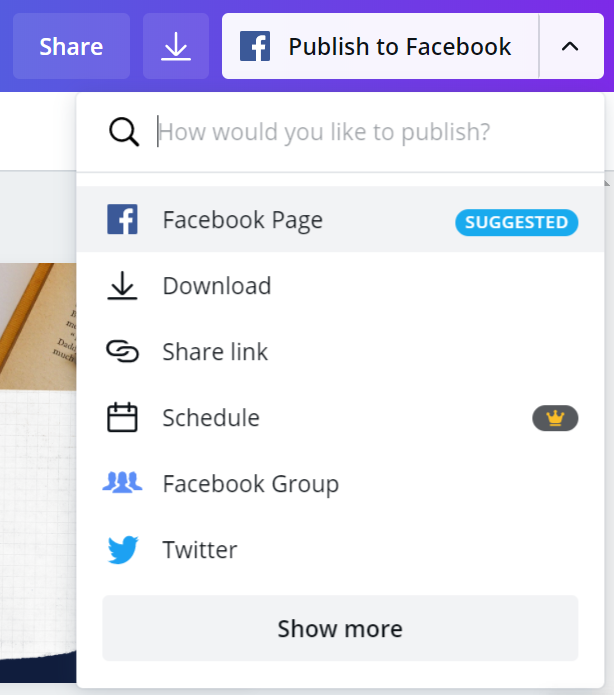 Share
Publish to Facebook
How would you like to publish?
Facebook Page
SUGGESTED
Download
Share link
Schedule
Facebook Group
Twitter
Show more